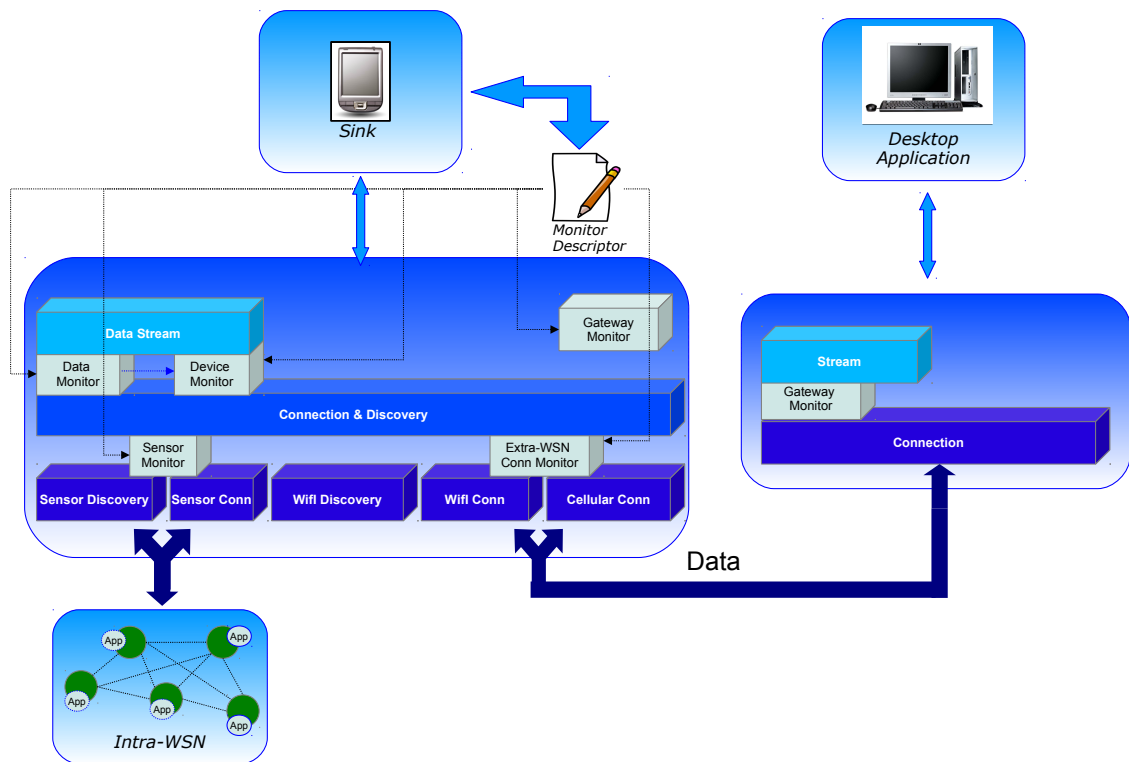 Sink
Desktop
Application
Monitor
Descriptor
Data Stream
Gateway
Monitor
Data
Monitor
Device
Monitor
Connection & Discovery
Sensor
Monitor
Extra-WSN
Conn Monitor
Sensor Discovery
Sensor Conn
WifI Discovery
WifI Conn
Cellular Conn
Stream
Gateway
Monitor
Connection
Data
App
App
App
App
App
Intra-WSN